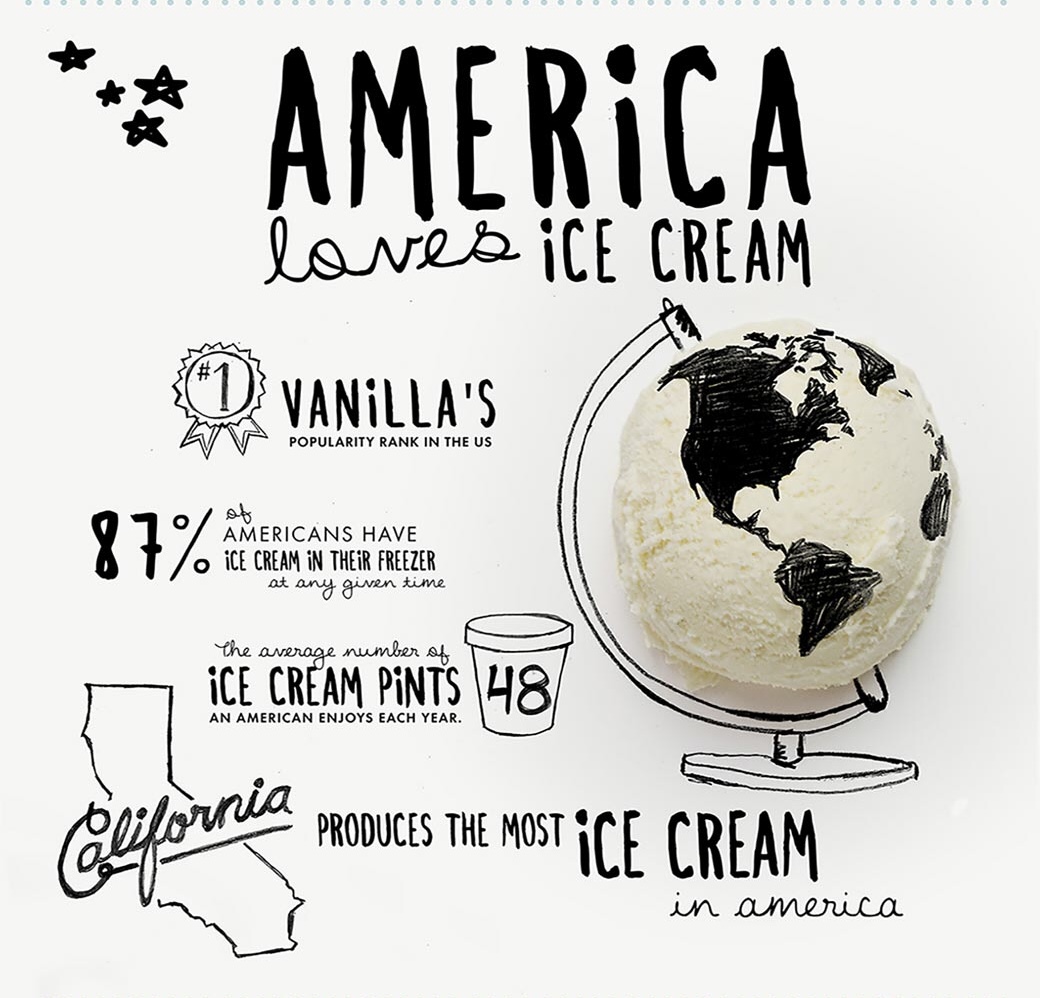 AMERiCA
loves iCE CREAM
#1
VANiLLA'S
POPULARITY RANK IN THE US
87%
of
AMERICANS HAVE
iCE CREAM iN THEiR FREEZER
at any given time
the average number of
iCE CREAM PiNTS
AN AMERICAN ENJOYS EACH YEAR.
48
California
PRODUCES THE MOST iCE CREAM
in america